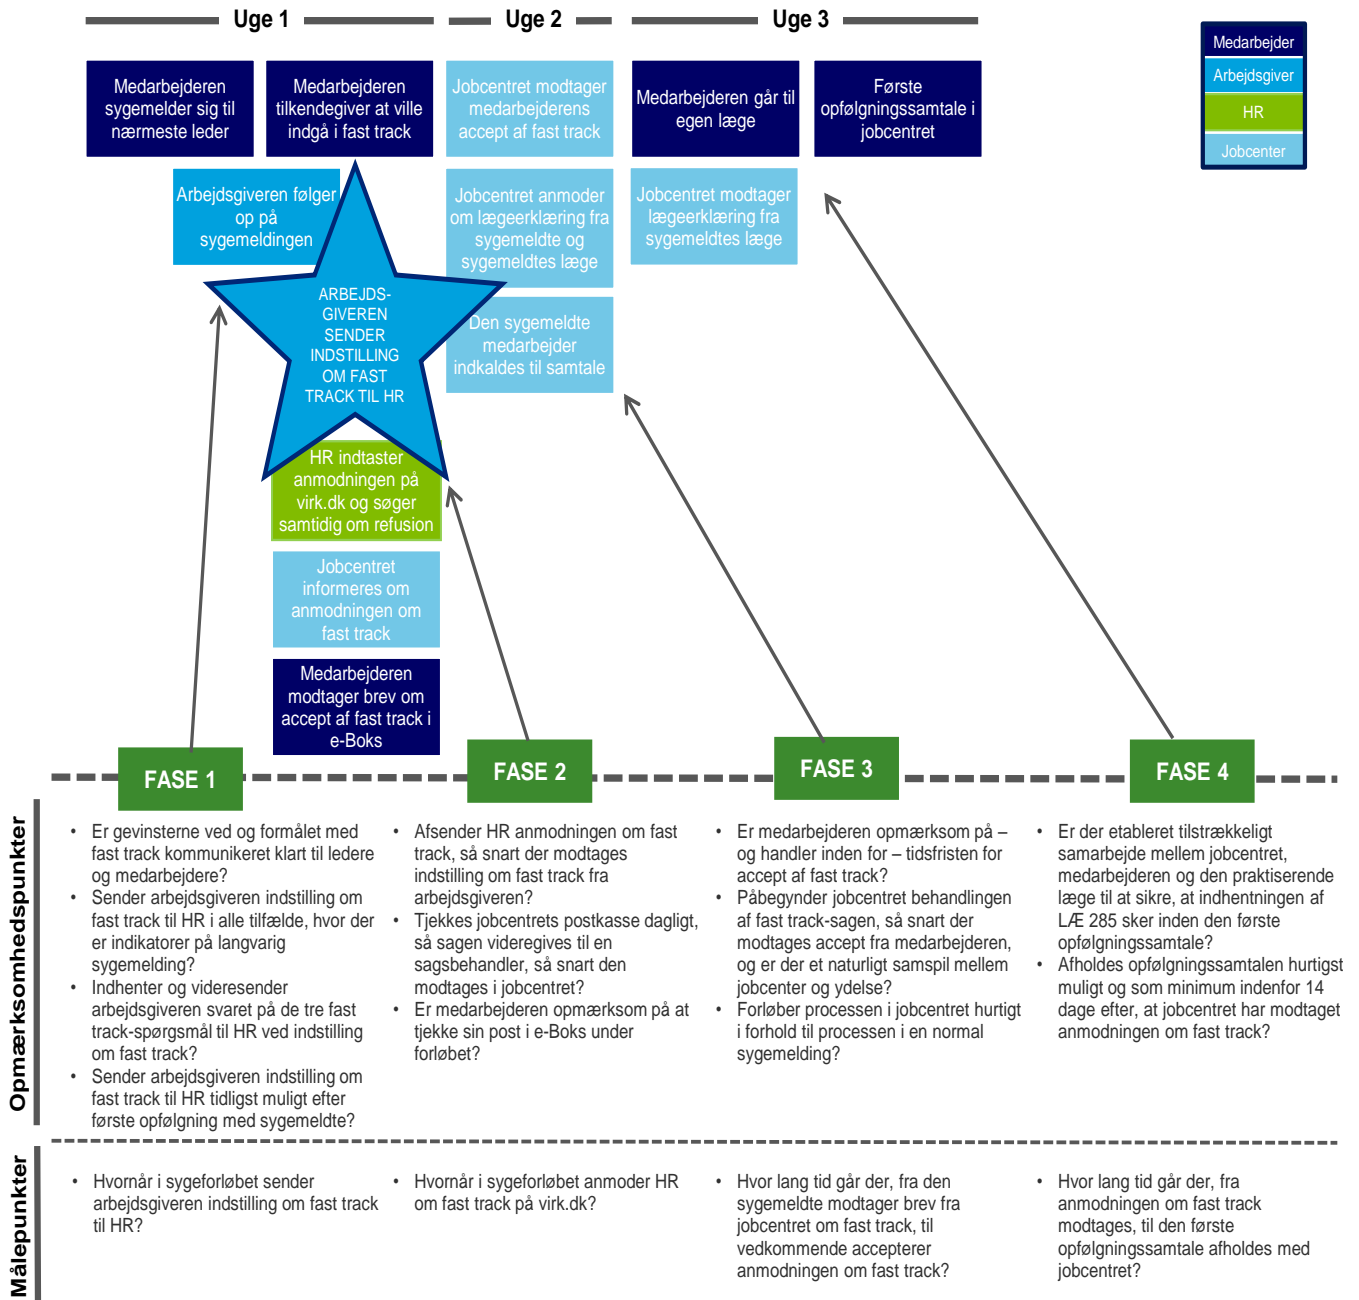 Uge 1
Uge 2
Uge 3
Medarbejder
Arbejdsgiver
HR
Jobcenter
Medarbejderen
sygemelder sig til
nærmeste leder
Medarbejderen
tilkendegiver at ville
indgå i fast track
Jobcentret modtager
medarbejderens
accept af fast track
Medarbejderen går til
egen læge
Første
opfølgningssamtale i
jobcentret
Arbejdsgiveren følger
op på
sygemeldingen
Jobcentret anmoder
om lægeerklæring fra
sygemeldte og
sygemeldtes læge
Jobcentret modtager
lægeerklæring fra
sygemeldtes læge
ARBEJDS-
GIVEREN
SENDER
INDSTILLING
OM FAST
TRACK TIL HR
Den sygemeldte
medarbejder
indkaldes til samtale
HR indtaster
anmodningen på
virk.dk og søger
samtidig om refusion
Jobcentret
informeres om
anmodningen om
fast track
Medarbejderen
modtager brev om
accept af fast track i
e-Boks
FASE 1
FASE 2
FASE 3
FASE 4
Opmærksomhedspunkter
• Er gevinsterne ved og formålet med
fast track kommunikeret klart til ledere
og medarbejdere?
• Sender arbejdsgiveren indstilling om
fast track til HR i alle tilfælde, hvor der
er indikatorer på langvarig
sygemelding?
• Indhenter og videresender
arbejdsgiveren svaret på de tre fast
track-spørgsmål til HR ved indstilling
om fast track?
• Sender arbejdsgiveren indstilling om
fast track til HR tidligst muligt efter
første opfølgning med sygemeldte?
• Afsender HR anmodningen om fast
track, så snart der modtages
indstilling om fast track fra
arbejdsgiveren?
• Tjekkes jobcentrets postkasse dagligt,
så sagen videregives til en
sagsbehandler, så snart den
modtages i jobcentret?
• Er medarbejderen opmærksom på at
tjekke sin post i e-Boks under
forløbet?
• Er medarbejderen opmærksom på –
og handler inden for – tidsfristen for
accept af fast track?
• Påbegynder jobcentret behandlingen
af fast track-sagen, så snart der
modtages accept fra medarbejderen,
og er der et naturligt samspil mellem
jobcenter og ydelse?
• Forløber processen i jobcentret hurtigt
i forhold til processen i en normal
sygemelding?
• Er der etableret tilstrækkeligt
samarbejde mellem jobcentret,
medarbejderen og den praktiserende
læge til at sikre, at indhentningen af
LÆ 285 sker inden den første
opfølgningssamtale?
• Afholdes opfølgningssamtalen hurtigst
muligt og som minimum indenfor 14
dage efter, at jobcentret har modtaget
anmodningen om fast track?
Målepunkter
• Hvornår i sygeforløbet sender
arbejdsgiveren indstilling om fast track
til HR?
• Hvornår i sygeforløbet anmoder HR
om fast track på virk.dk?
• Hvor lang tid går der, fra den
sygemeldte modtager brev fra
jobcentret om fast track, til
vedkommende accepterer
anmodningen om fast track?
• Hvor lang tid går der, fra
anmodningen om fast track
modtages, til den første
opfølgningssamtale afholdes med
jobcentret?